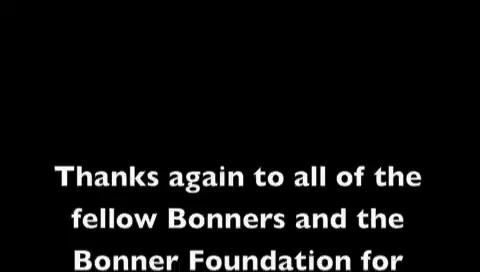 Thanks again to all of the
fellow Bonners and the
Bonner Foundation for